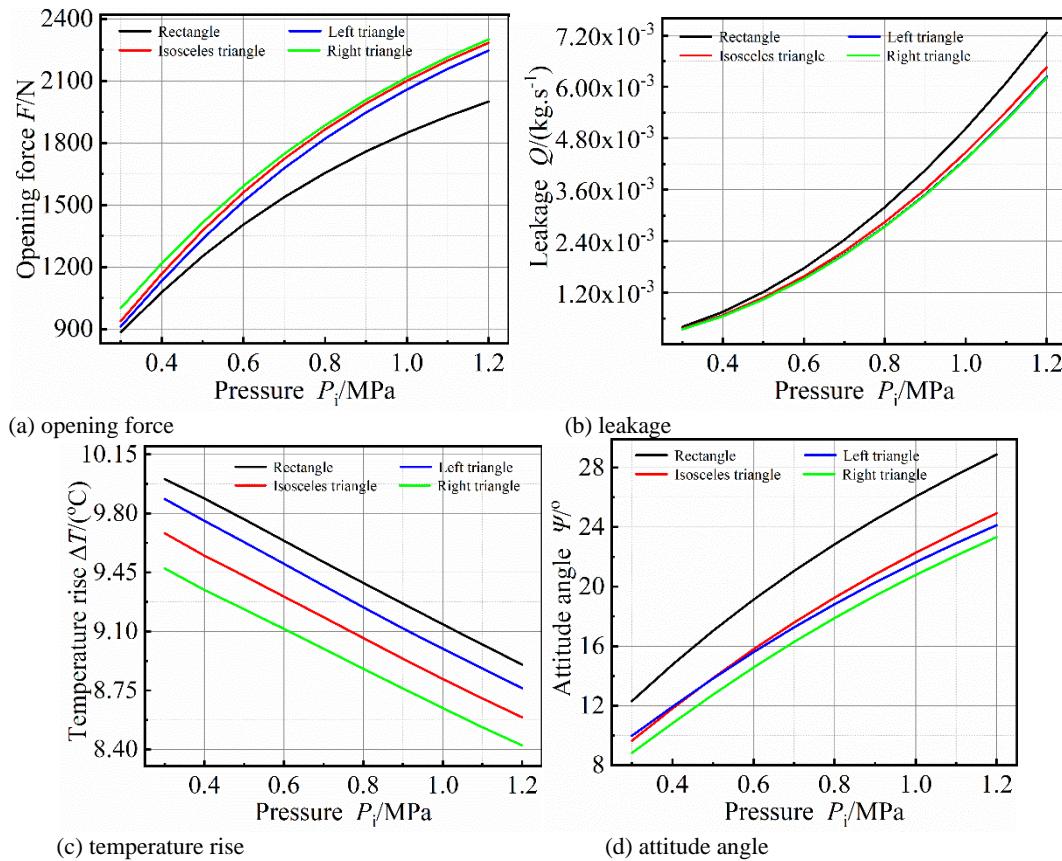 Opening force F/N
2400
2100
1800
1500
1200
900
Rectangle
Left triangle
Isosceles triangle
Right triangle
0.4 0.6 0.8 1.0 1.2
Pressure Pi/MPa
(a) opening force
Leakage Q/(kg.s-1)
7.20x10-3
6.00x10-3
4.80x10-3
3.60x10-3
2.40x10-3
1.20x10-3
Rectangle
Left triangle
Isosceles triangle
Right triangle
0.4 0.6 0.8 1.0 1.2
Pressure Pi/MPa
(b) leakage
Temperature rise ΔT/(°C)
10.15
9.80
9.45
9.10
8.75
8.40
Rectangle
Left triangle
Isosceles triangle
Right triangle
0.4 0.6 0.8 1.0 1.2
Pressure Pi/MPa
(c) temperature rise
Attitude angle Ψ/°
28
24
20
16
12
8
Rectangle
Left triangle
Isosceles triangle
Right triangle
0.4 0.6 0.8 1.0 1.2
Pressure Pi/MPa
(d) attitude angle